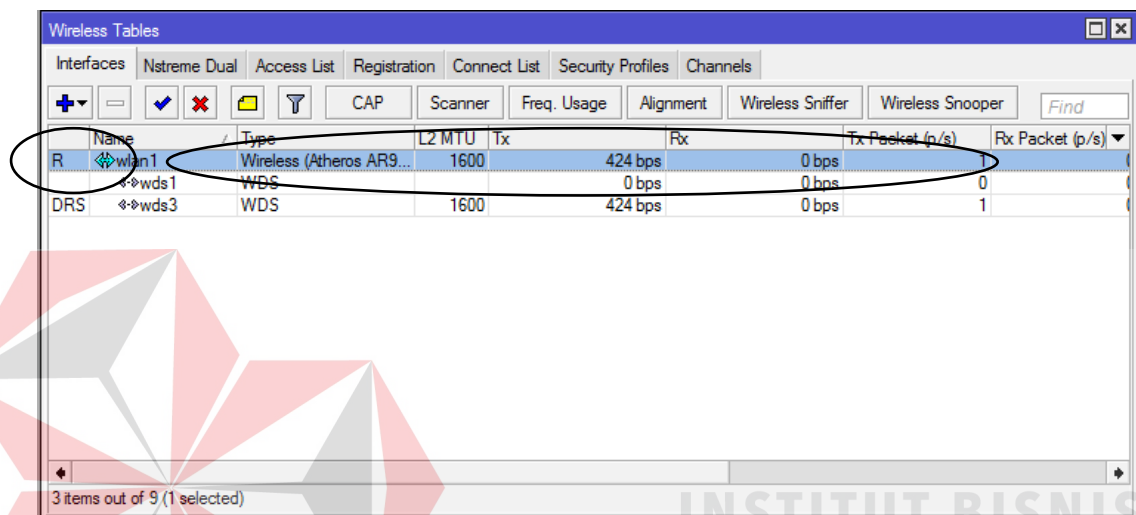 Wireless Tables
Interfaces Nstreme Dual Access List Registration Connect List Security Profiles Channels
CAP Scanner Freq. Usage Alignment Wireless Sniffer Wireless Snooper Find
Name Type L2 MTU Tx Rx Tx Packet (p/s) Rx Packet (p/s)
R wlan1 Wireless (Atheros AR9... 1600 424 bps 0 bps 1
wds1 WDS 0 bps 0 bps 0
DRS wds3 WDS 1600 424 bps 0 bps 1
3 items out of 9 (1 selected)
INSTITUT BISNIS